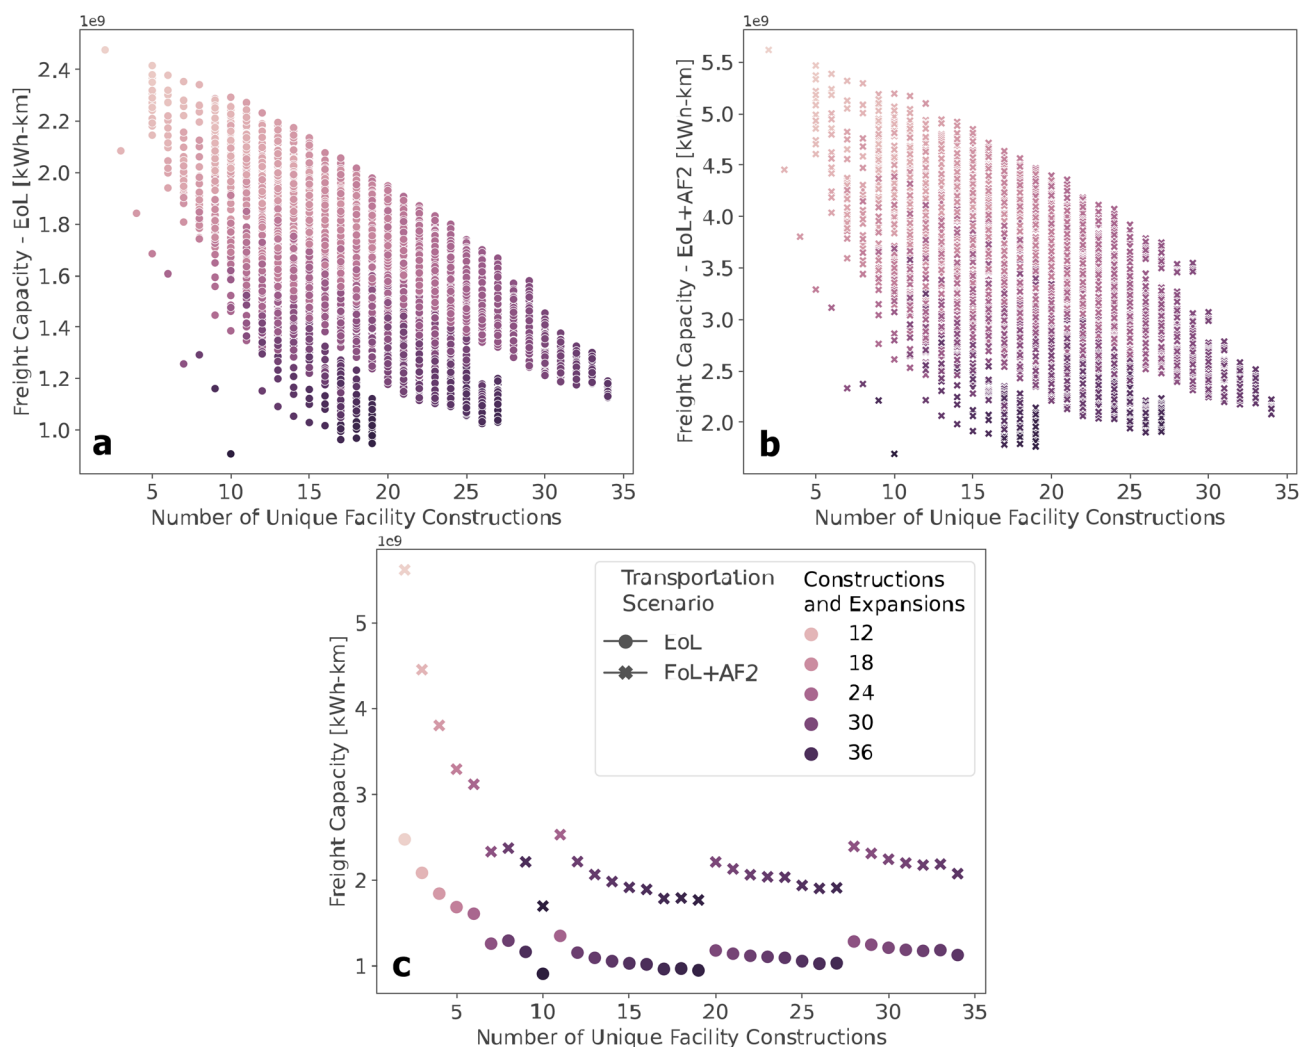 1e9
Freight Capacity - EoL [kWh-km]
2.4
2.2
2.0
1.8
1.6
1.4
1.2
1.0
a
5 10 15 20 25 30 35
Number of Unique Facility Constructions
1e9
Freight Capacity - EoL+AF2 [kWn-km]
5.5
5.0
4.5
4.0
3.5
3.0
2.5
2.0
b
5 10 15 20 25 30 35
Number of Unique Facility Constructions
1e9
Freight Capacity [kWh-km]
5
4
3
2
1
Transportation
Scenario
EoL
FoL+AF2
Constructions
and Expansions
12
18
24
30
36
c
5 10 15 20 25 30 35
Number of Unique Facility Constructions